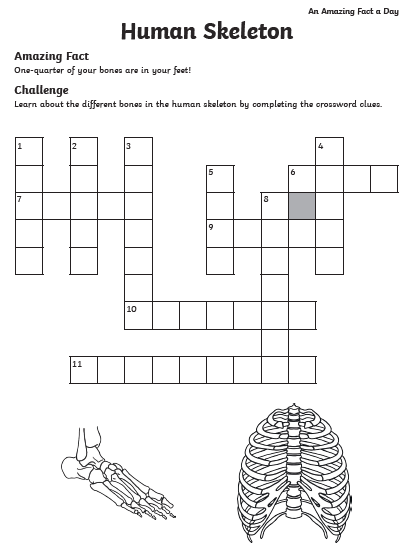 An Amazing Fact a Day
Human Skeleton
Amazing Fact
One-quarter of your bones are in your feet!
Challenge
Learn about the different bones in the human skeleton by completing the crossword clues.
1 2 3 4
5 6
7 8
9
10
11